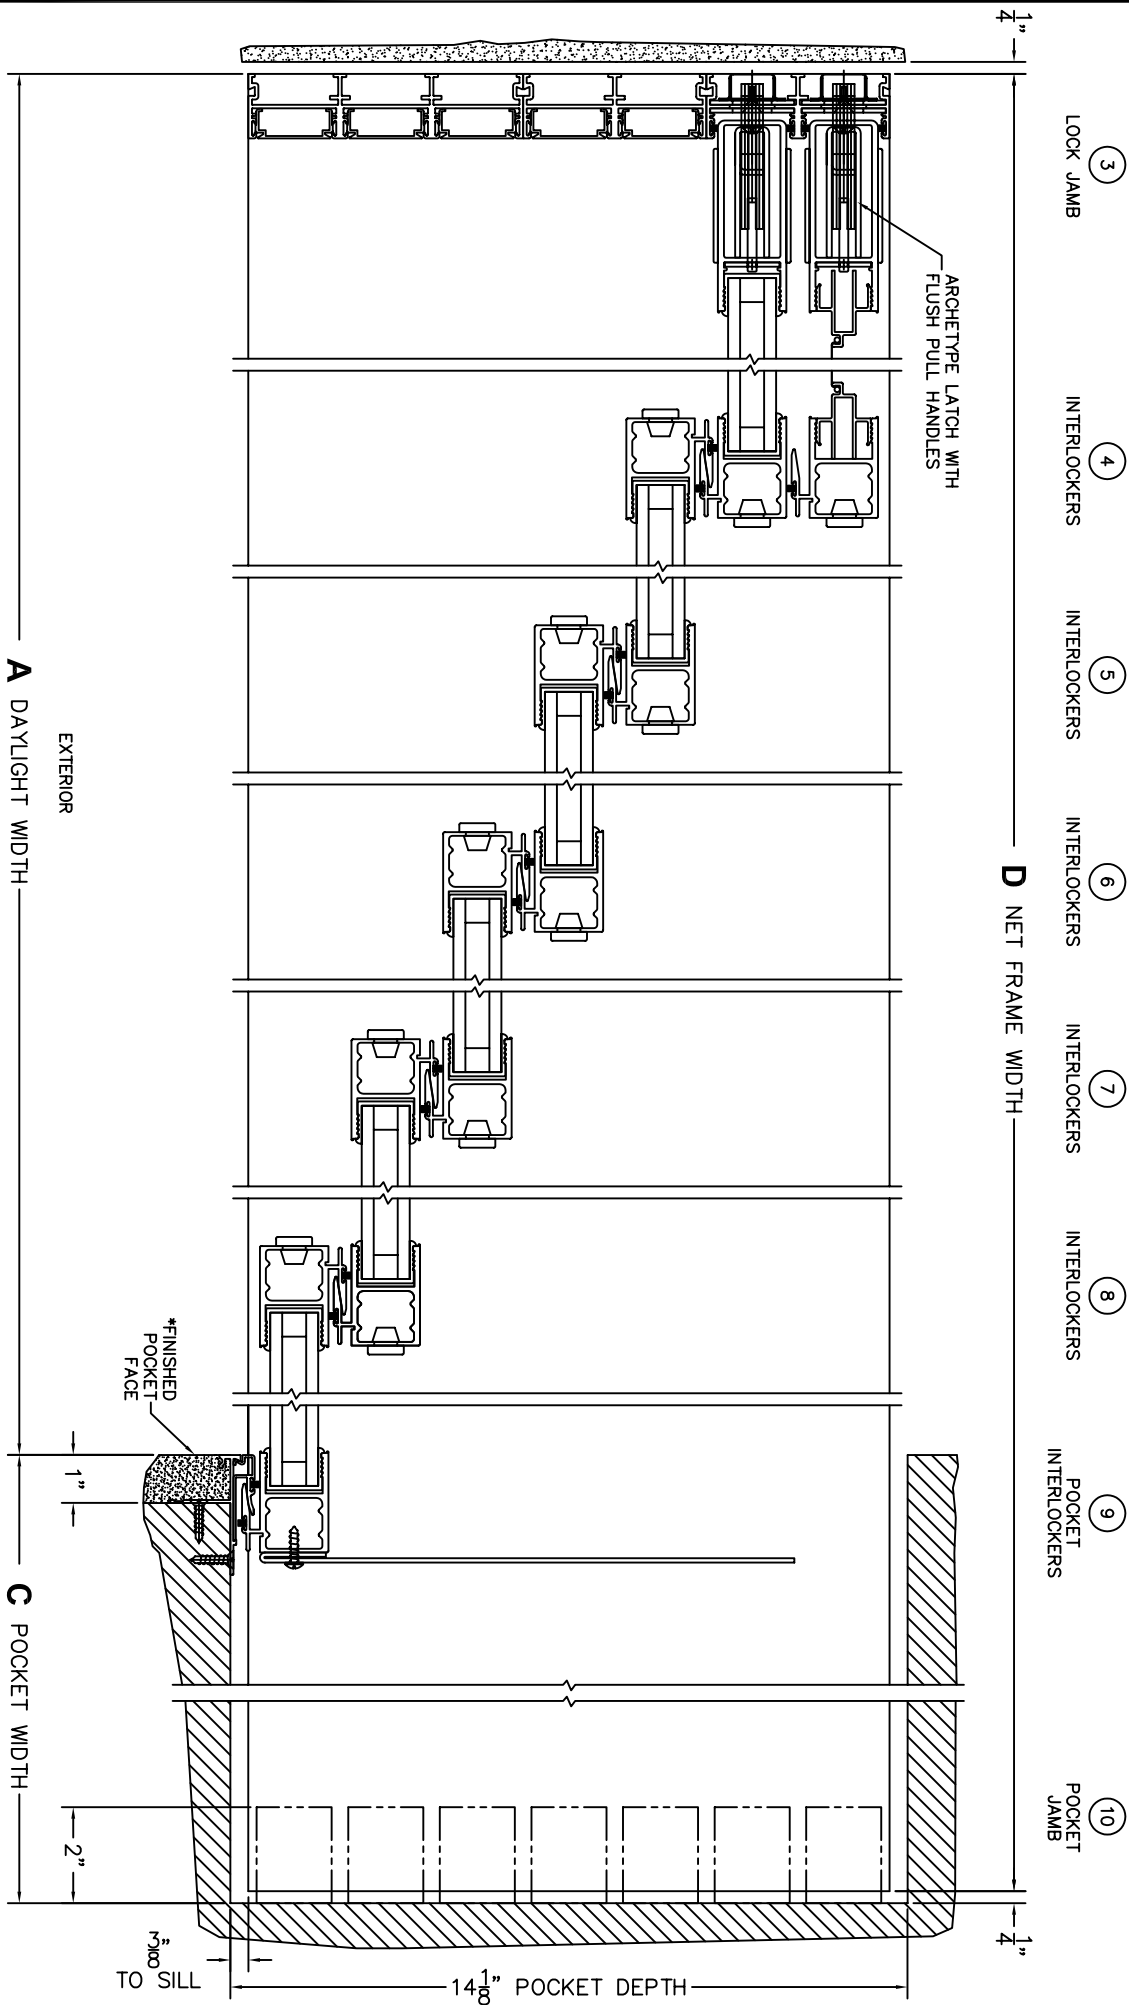 1/4"
3
LOCK JAMB
4
INTERLOCKERS
5
INTERLOCKERS
6
INTERLOCKERS
7
INTERLOCKERS
8
INTERLOCKERS
9
POCKET
INTERLOCKERS
10
POCKET
JAMB
D NET FRAME WIDTH
1/4"
ARCHETYPE LATCH WITH
FLUSH PULL HANDLES
*FINISHED
POCKET
FACE
EXTERIOR
1"
2"
A DAYLIGHT WIDTH
C POCKET WIDTH
3/8"
TO SILL
14 1/8" POCKET DEPTH